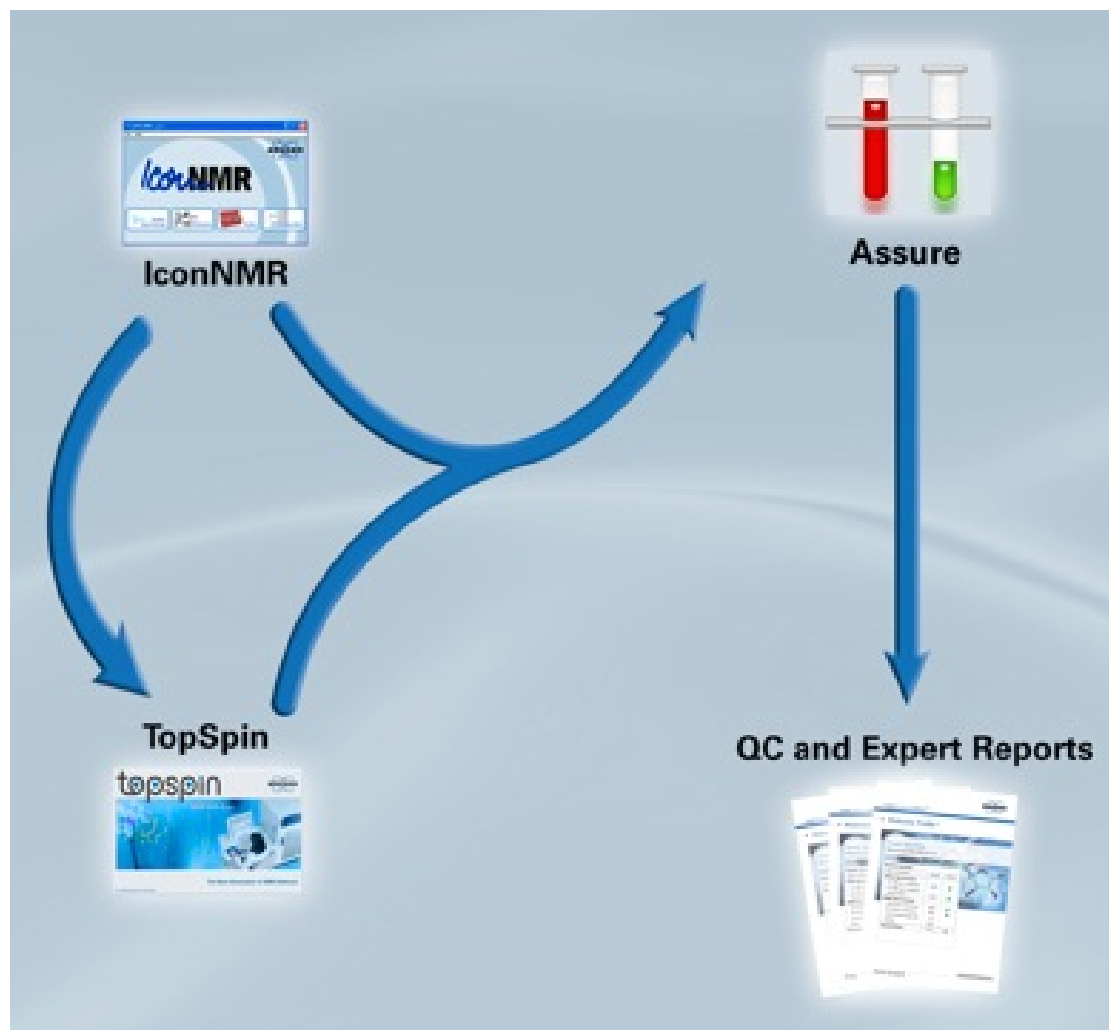 IconNMR
IconNMR
Assure
TopSpin
topspin
QC and Expert Reports